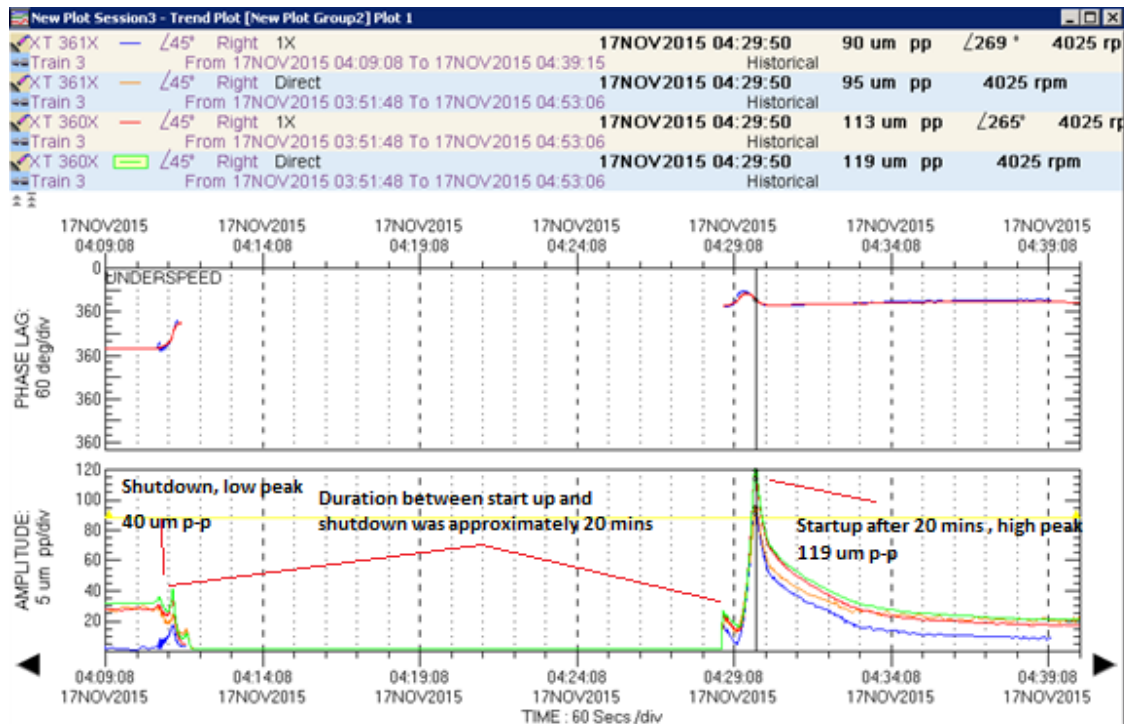 New Plot Session3 - Trend Plot [New Plot Group2] Plot 1
XT 361X ∠45° Right 1X 17NOV2015 04:29:50 90 um pp ∠269 ° 4025 rp
Train 3 From 17NOV2015 04:09:08 To 17NOV2015 04:39:15 Historical
XT 361X ∠45° Right Direct 17NOV2015 04:29:50 95 um pp 4025 rpm
Train 3 From 17NOV2015 03:51:48 To 17NOV2015 04:53:06 Historical
XT 360X ∠45° Right 1X 17NOV2015 04:29:50 113 um pp ∠265° 4025 rp
Train 3 From 17NOV2015 03:51:48 To 17NOV2015 04:53:06 Historical
XT 360X ∠45° Right Direct 17NOV2015 04:29:50 119 um pp 4025 rpm
Train 3 From 17NOV2015 03:51:48 To 17NOV2015 04:53:06 Historical
17NOV2015 17NOV2015 17NOV2015 17NOV2015 17NOV2015 17NOV2015 17NOV2015
04:09:08 04:14:08 04:19:08 04:24:08 04:29:08 04:34:08 04:39:08
0
UNDERSPEED
360
360
360
360
PHASE LAG:
60 deg/div
120
100
80
60
40
20
AMPLITUDE:
5 um pp/div
Shutdown, low peak
40 um p-p
Duration between start up and
shutdown was approximately 20 mins
Startup after 20 mins , high peak
119 um p-p
04:09:08 04:14:08 04:19:08 04:24:08 04:29:08 04:34:08 04:39:08
17NOV2015 17NOV2015 17NOV2015 17NOV2015 17NOV2015 17NOV2015 17NOV2015
TIME : 60 Secs /div